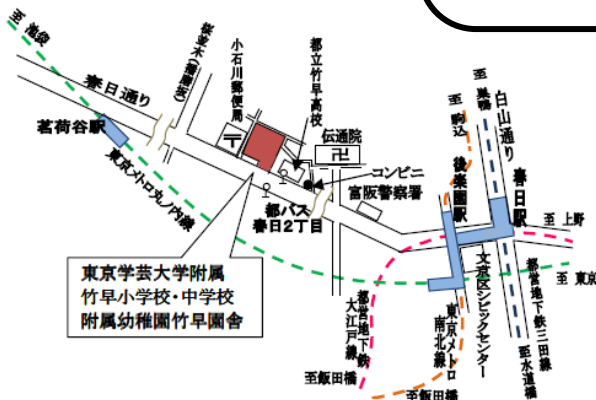 至 池袋
春日通り
茗荷谷駅
東京メトロ丸ノ内線
桜並木(播磨坂)
小石川郵便局
〒
都立竹早高校
伝通院
卍
コンビニ
富阪警察署
都バス
春日2丁目
東京学芸大学附属
竹早小学校・中学校
附属幼稚園竹早園舎
至 駒込
至 巣鴨
白山通り
後楽園駅
春日駅
至 上野
至 東京
文京区シビックセンター
都営地下鉄
大江戸線
至飯田橋
東京メトロ
南北線
至飯田橋
都営地下鉄三田線
至水道橋